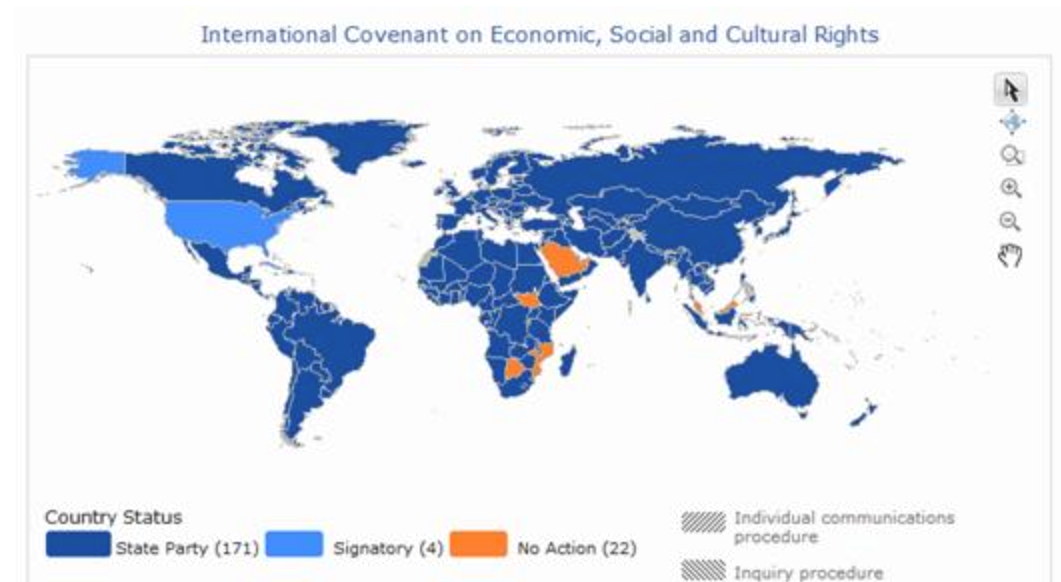 International Covenant on Economic, Social and Cultural Rights
Country Status
State Party (171)
Signatory (4)
No Action (22)
Individual communications
procedure
Inquiry procedure